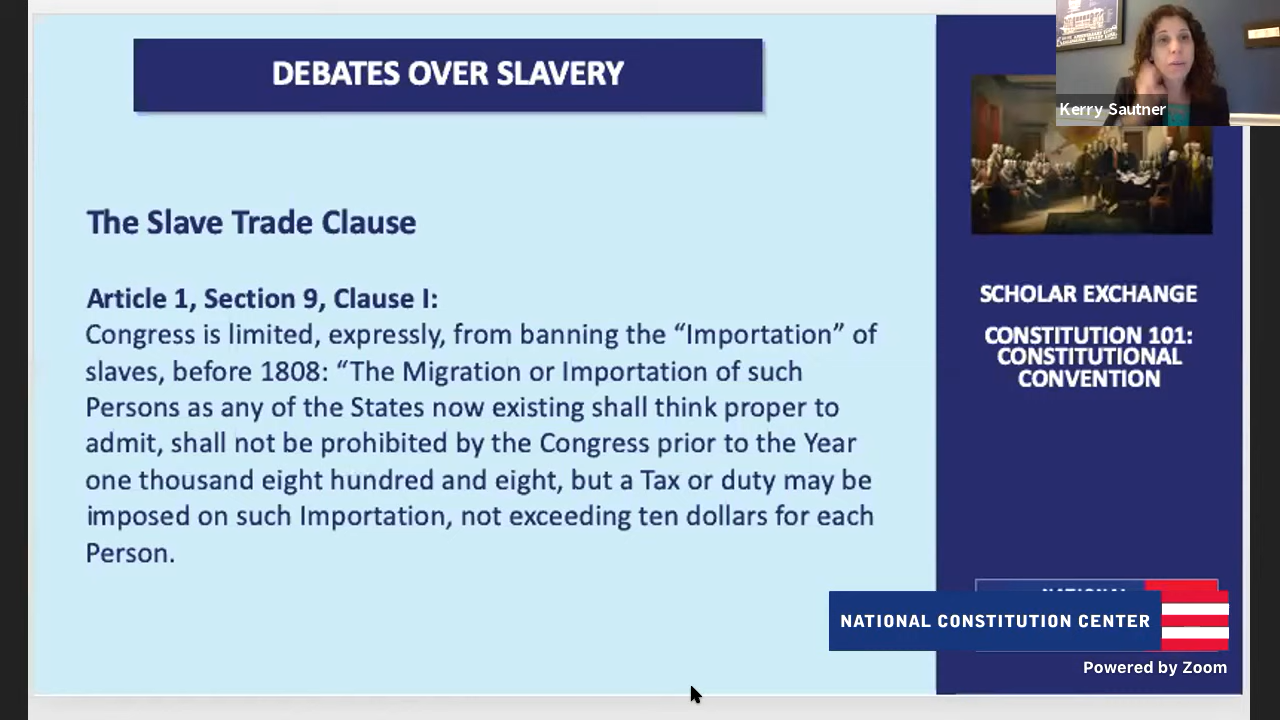 DEBATES OVER SLAVERY
The Slave Trade Clause
Article 1, Section 9, Clause I:
Congress is limited, expressly, from banning the “Importation” of
slaves, before 1808: “The Migration or Importation of such
Persons as any of the States now existing shall think proper to
admit, shall not be prohibited by the Congress prior to the Year
one thousand eight hundred and eight, but a Tax or duty may be
imposed on such Importation, not exceeding ten dollars for each
Person.
Kerry Sautner
SCHOLAR EXCHANGE
CONSTITUTION 101:
CONSTITUTIONAL
CONVENTION
NATIONAL CONSTITUTION CENTER
Powered by Zoom